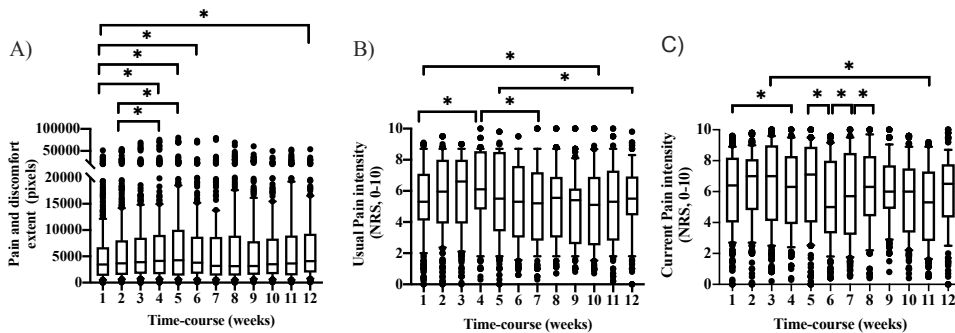 A)
*
*
*
*
*
*
Pain and discomfort
extent (pixels)
100000
50000
20000
15000
10000
5000
0
1 2 3 4 5 6 7 8 9 10 11 12
Time-course (weeks)
B)
*
*
*
*
Usual Pain intensity
(NRS, 0-10)
10
8
6
4
2
0
1 2 3 4 5 6 7 8 9 10 11 12
Time-course (weeks)
C)
*
*
*
*
*
Current Pain intensity
(NRS, 0-10)
10
8
6
4
2
0
1 2 3 4 5 6 7 8 9 10 11 12
Time-course (weeks)